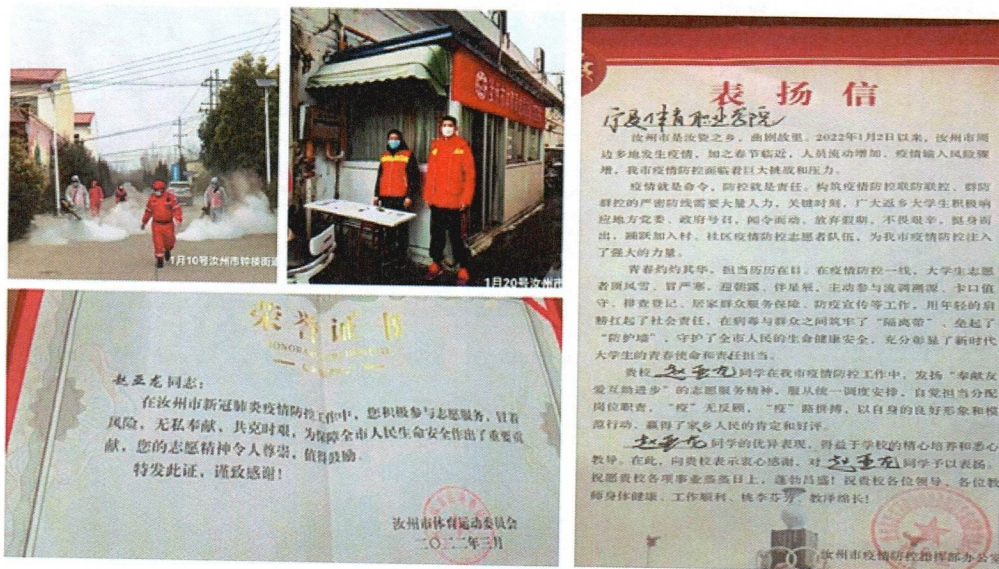 1月10号汝州市钟楼街道
1月20号汝州市
荣誉证书
赵亚龙同志:
在汝州市新冠肺炎疫情防控工作中，您积极参与志愿服务，冒着
风险，无私奉献，共克时艰，为保障全市人民生命安全作出了重要贡
献，您的志愿精神令人尊崇，值得鼓励。
特发此证，谨致感谢！
汝州市体育运动委员会
二〇二二年三月
表扬信
宁夏体育职业学院
汝州市是汝瓷之乡、曲剧故里。2022年1月2日以来，汝州市周
边多地发生疫情，加之春节临近，人员流动增加，疫情输入风险骤
增，我市疫情防控面临着巨大挑战和压力。
疫情就是命令，防控就是责任。构筑疫情防控联防联控、群防
群控的严密防线需要大量人力，关键时刻，广大返乡大学生积极响
应地方党委、政府号召，闻令而动，放弃假期，不畏艰辛，挺身而
出，踊跃加入村、社区疫情防控志愿者队伍，为我市疫情防控注入
了强大的力量。
青春灼灼其华，担当历历在目。在疫情防控一线，大学生志愿
者顶风雪、冒严寒，迎朝露、伴星辰，主动参与流调溯源、卡口值
守、排查登记、居家群众服务保障、防疫宣传等工作，用年轻的肩
膀扛起了社会责任，在病毒与群众之间筑牢了“隔离带”、垒起了
“防护墙”，守护了全市人民的生命健康安全，充分彰显了新时代
大学生的青春使命和责任担当。
贵校赵亚龙同学在我市疫情防控工作中，发扬“奉献友
爱互助进步”的志愿服务精神，服从统一调度安排，自觉担当分配
岗位职责，“疫”无反顾，“疫”路拼搏，以自身的良好形象和模
范行动，赢得了家乡人民的肯定和好评。
赵亚龙同学的优异表现，得益于学校的精心培养和悉心
教导。在此，向贵校表示衷心感谢，对赵亚龙同学予以表扬。
祝愿贵校各项事业蒸蒸日上，蓬勃昌盛！祝贵校各位领导、各位教
师身体健康、工作顺利、桃李芬芳、教泽绵长！
汝州市疫情防控指挥部办公室